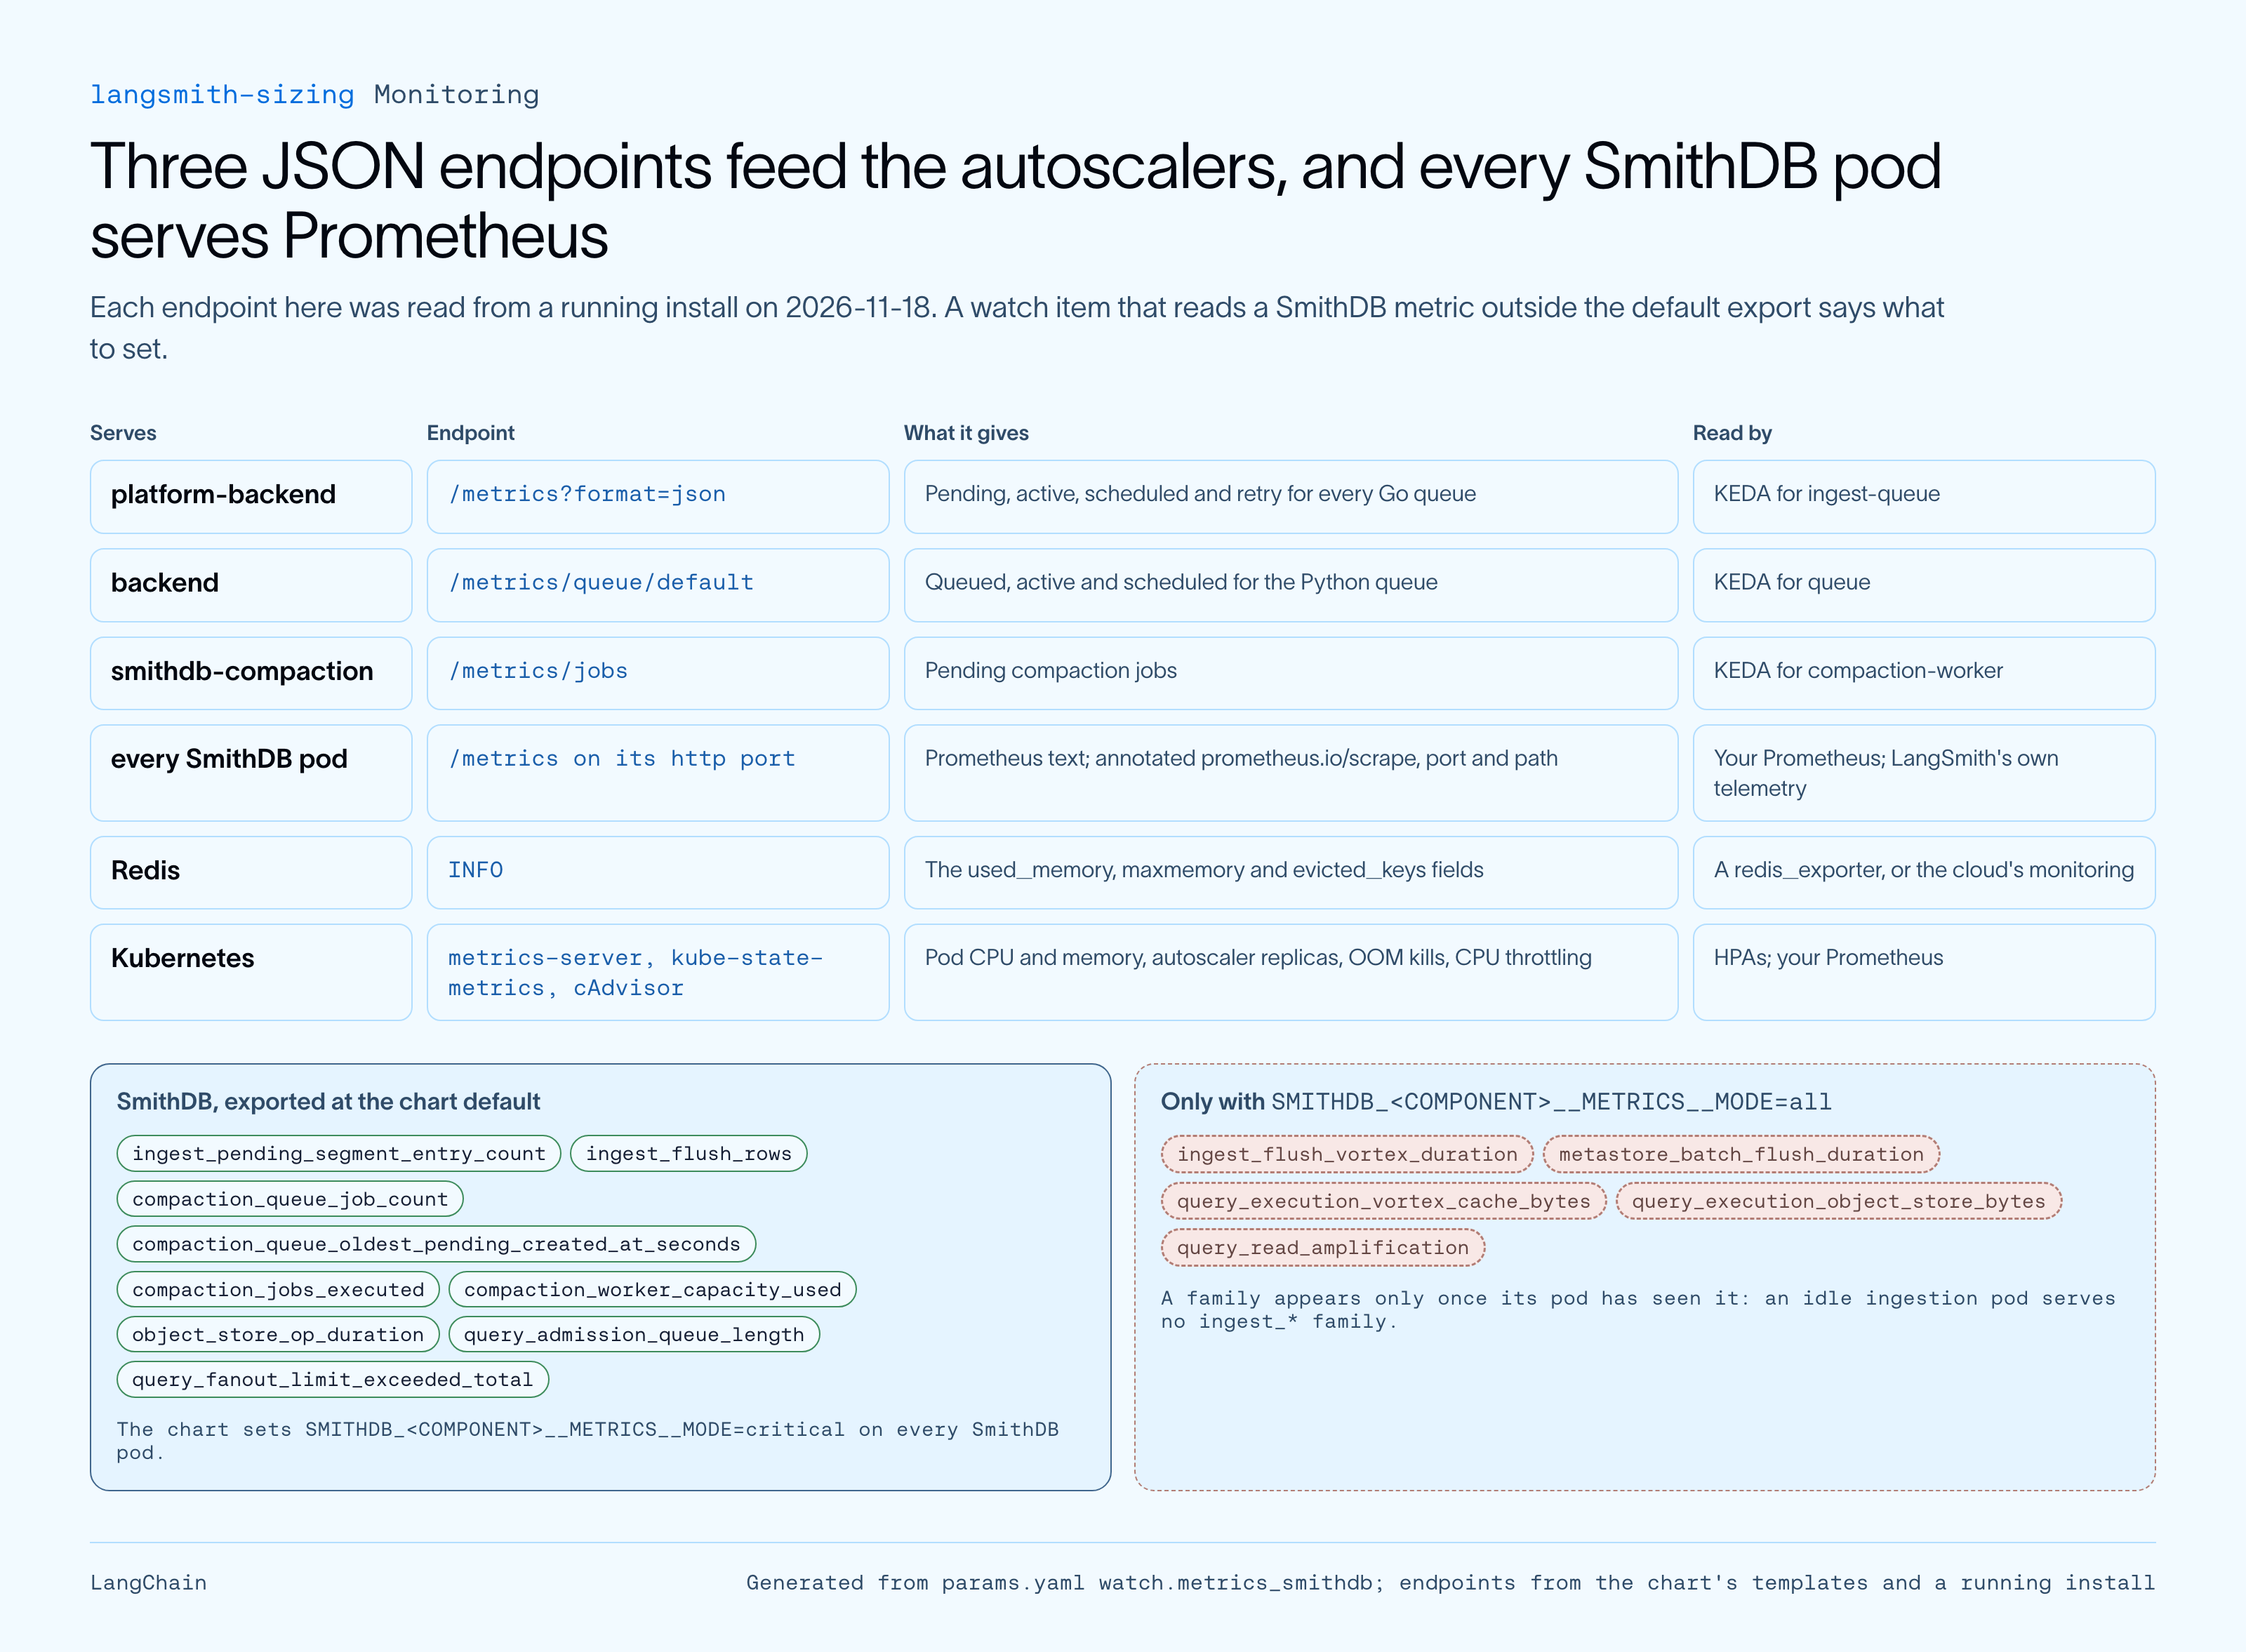 langsmith-sizing Monitoring
Three JSON endpoints feed the autoscalers, and every SmithDB pod
serves Prometheus
Each endpoint here was read from a running install on 2026-11-18. A watch item that reads a SmithDB metric outside the default export says what
to set.
Serves
Endpoint
What it gives
Read by
platform-backend
/metrics?format=json
Pending, active, scheduled and retry for every Go queue
KEDA for ingest-queue
backend
/metrics/queue/default
Queued, active and scheduled for the Python queue
KEDA for queue
smithdb-compaction
/metrics/jobs
Pending compaction jobs
KEDA for compaction-worker
every SmithDB pod
/metrics on its http port
Prometheus text; annotated prometheus.io/scrape, port and path
Your Prometheus; LangSmith's own
telemetry
Redis
INFO
The used_memory, maxmemory and evicted_keys fields
A redis_exporter, or the cloud's monitoring
Kubernetes
metrics-server, kube-state-
metrics, cAdvisor
Pod CPU and memory, autoscaler replicas, OOM kills, CPU throttling
HPAs; your Prometheus
SmithDB, exported at the chart default
ingest_pending_segment_entry_count
ingest_flush_rows
compaction_queue_job_count
compaction_queue_oldest_pending_created_at_seconds
compaction_jobs_executed
compaction_worker_capacity_used
object_store_op_duration
query_admission_queue_length
query_fanout_limit_exceeded_total
The chart sets SMITHDB_<COMPONENT>__METRICS__MODE=critical on every SmithDB
pod.
Only with SMITHDB_<COMPONENT>__METRICS__MODE=all
ingest_flush_vortex_duration
metastore_batch_flush_duration
query_execution_vortex_cache_bytes
query_execution_object_store_bytes
query_read_amplification
A family appears only once its pod has seen it: an idle ingestion pod serves
no ingest_* family.
LangChain
Generated from params.yaml watch.metrics_smithdb; endpoints from the chart's templates and a running install